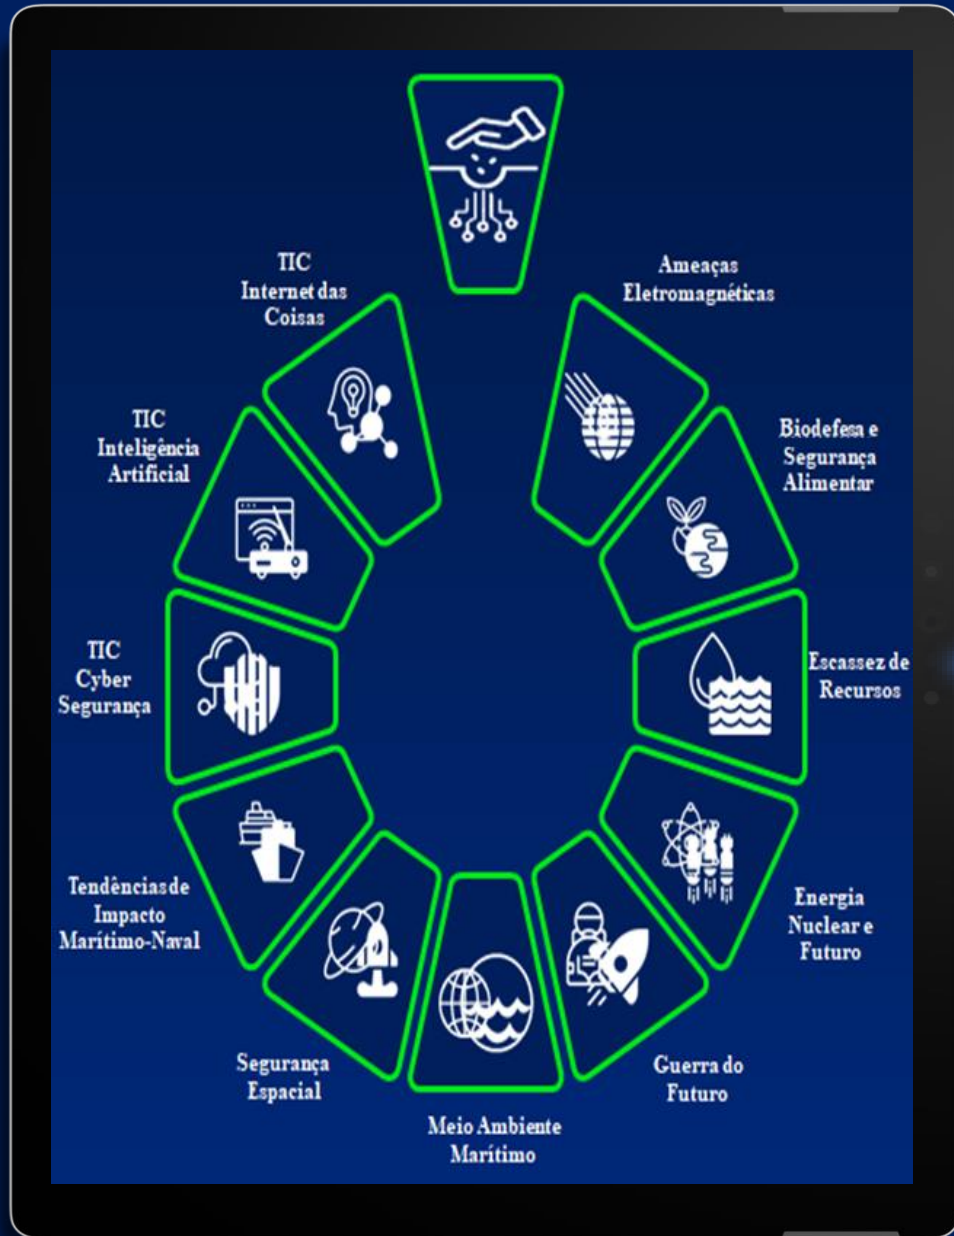 TIC
Internet das
Coisas
Ameaças
Eletromagnéticas
TIC
Inteligência
Artificial
Biodefesa e
Segurança
Alimentar
TIC
Cyber
Segurança
Escassez de
Recursos
Tendências de
Impacto
Marítimo-Naval
Energia
Nuclear e
Futuro
Segurança
Espacial
Guerra do
Futuro
Meio Ambiente
Marítimo